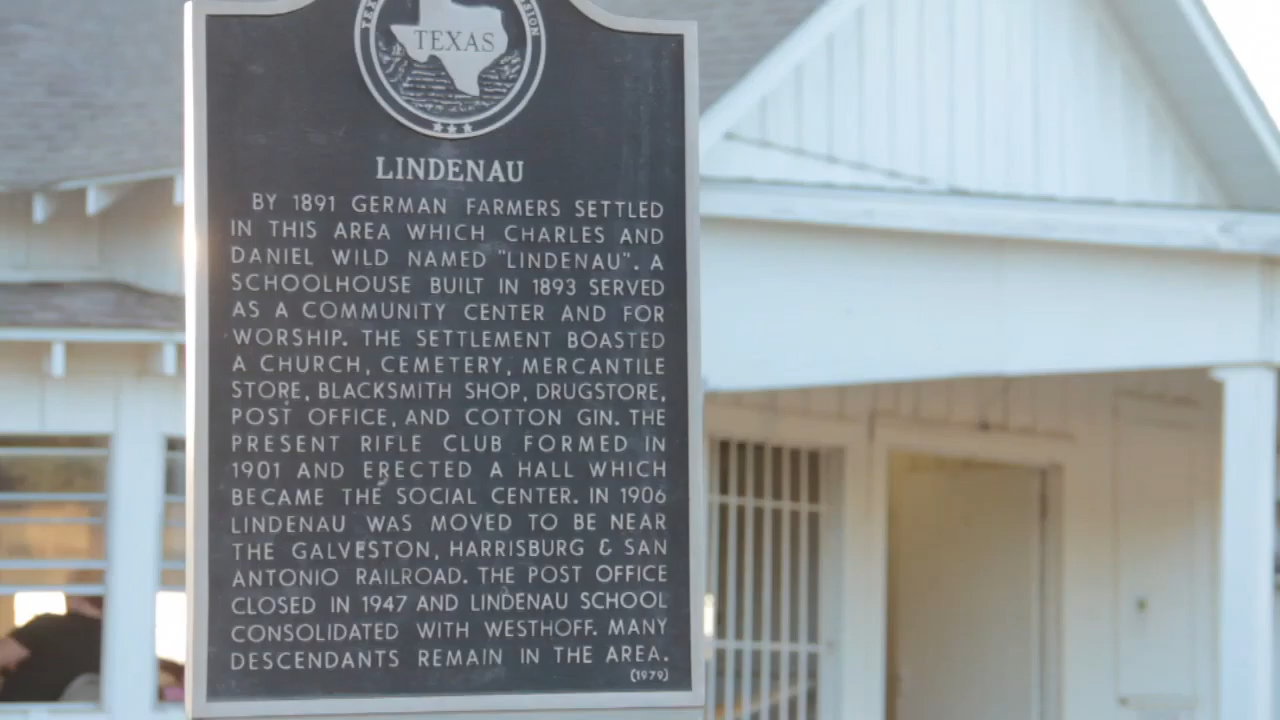 TEXAS
LINDENAU
BY 1891 GERMAN FARMERS SETTLED
IN THIS AREA WHICH CHARLES AND
DANIEL WILD NAMED "LINDENAU". A
SCHOOLHOUSE BUILT IN 1893 SERVED
AS A COMMUNITY CENTER AND FOR
WORSHIP. THE SETTLEMENT BOASTED
A CHURCH, CEMETERY, MERCANTILE
STORE, BLACKSMITH SHOP, DRUGSTORE,
POST OFFICE, AND COTTON GIN. THE
PRESENT RIFLE CLUB FORMED IN
1901 AND ERECTED A HALL WHICH
BECAME THE SOCIAL CENTER. IN 1906
LINDENAU WAS MOVED TO BE NEAR
THE GALVESTON, HARRISBURG & SAN
ANTONIO RAILROAD. THE POST OFFICE
CLOSED IN 1947 AND LINDENAU SCHOOL
CONSOLIDATED WITH WESTHOFF. MANY
DESCENDANTS REMAIN IN THE AREA.
(1979)